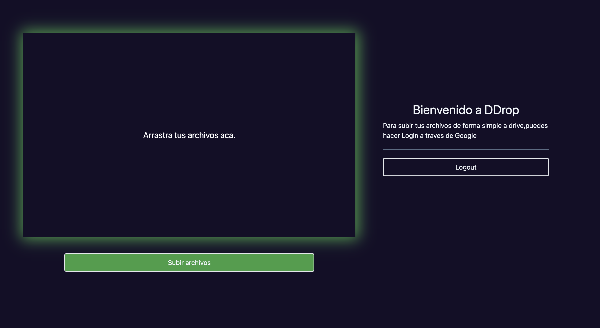 Arrastra tus archivos aca.
Subir archivos
Bienvenido a DDrop
Para subir tus archivos de forma simple a drive,puedes
hacer Login a traves de Google
Logout